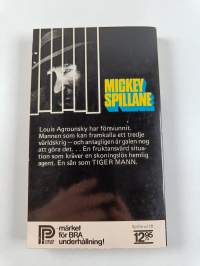 MICKEY
SPILLANE
Louis Agroursky har försvunnit.
Mannen som kan framkalla ett tredje
världskrig – och antagligen är galen nog
att göra det. . . En fruktansvärd situa-
tion som kräver en skoningslös hemlig
agent. En sån som TIGER MANN.
P
-märket
för BRA
underhållning!
12.95